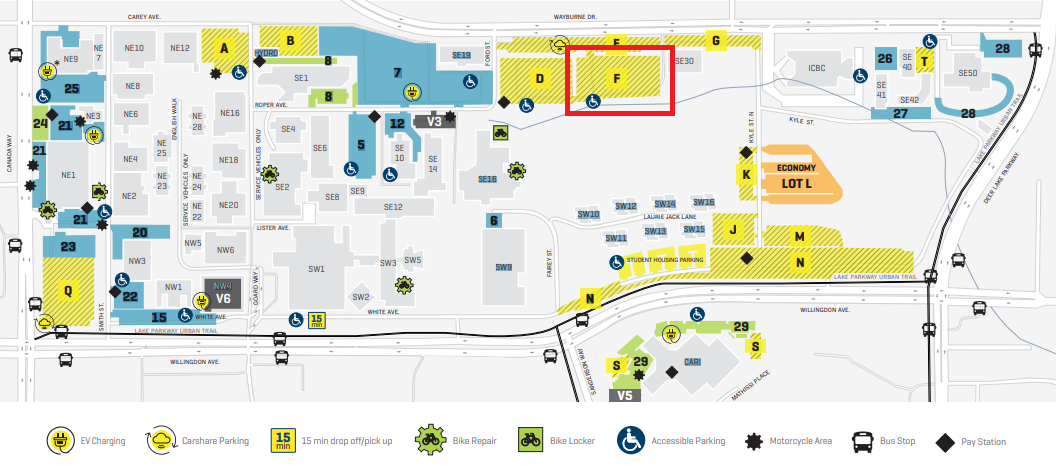 CAREY AVE.
WAYBURNE DR.
NE9
NE
7
NE10
NE12
A
B
HYDRO
8
7
SE19
FORD ST.
E
G
SE30
D
F
ICBC
26
SE
40
T
28
SE50
SE
41
SE42
27
28
25
NE8
SE1
8
ROPER AVE.
24
21
NE3
NE6
ENGLISH WALK
NE
28
NE16
SERVICE VEHICLES ONLY
SE4
SE6
5
12
V3
SE
10
SE
14
SE16
KYLE ST. N
KYLE ST.
LAKE PARKWAY URBAN TRAIL
DEER LAKE PARKWAY
CANADA WAY
21
NE1
NE4
NE
25
NE
23
NE2
SERVICE VEHICLES ONLY
NE18
NE
24
NE
22
NE20
SE2
SE8
SE9
SE12
K
ECONOMY
LOT L
21
20
LISTER AVE.
6
SW10
SW12
SW14
SW16
LAURIE JACK LANE
SW11
SW13
SW15
J
M
N
STUDENT HOUSING PARKING
LAKE PARKWAY URBAN TRAIL
23
Q
NW3
NW5
NW6
NW1
NW4
V6
22
15
WHITE AVE.
SMITH ST.
GOARD WAY
SW1
SW3
SW5
SW2
SW9
FAIREY ST.
N
15
min
WHITE AVE.
LAKE PARKWAY URBAN TRAIL
WILLINGDON AVE.
WILLINGDON AVE.
SANDERSON WAY
29
S
CARI
S
29
V5
MATHISSI PLACE
EV Charging
Carshare Parking
15
min
15 min drop off/pick up
Bike Repair
Bike Locker
Accessible Parking
Motorcycle Area
Bus Stop
Pay Station